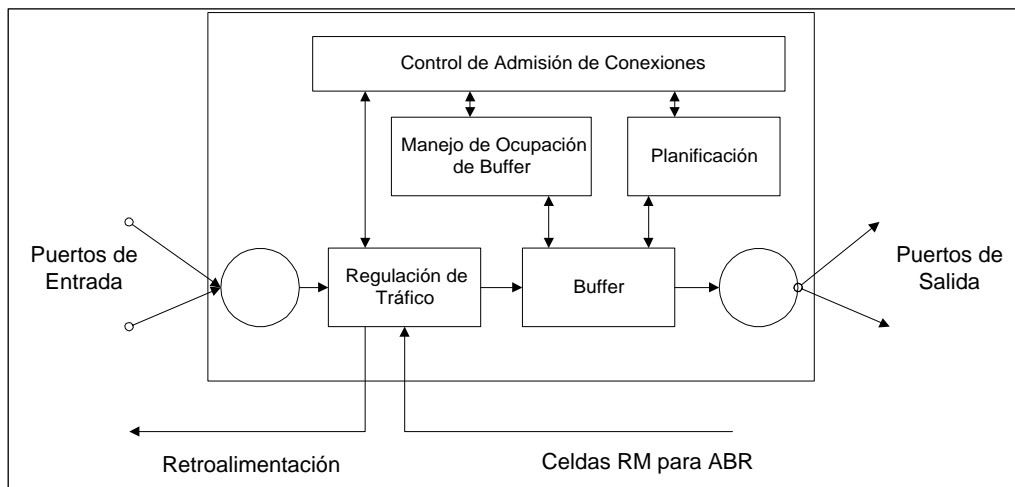 Control de Admisión de Conexiones
Manejo de Ocupación
de Buffer
Planificación
Puertos de
Entrada
Regulación de
Tráfico
Buffer
Puertos de
Salida
Retroalimentación
Celdas RM para ABR